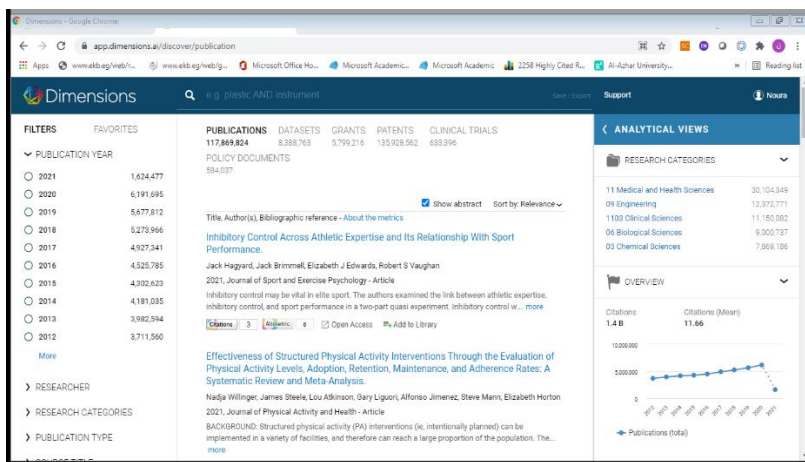 Dimensions - Google Chrome
app.dimensions.ai/discover/publication
Apps www.ekb.eg/web/r... www.ekb.eg/web/g... Microsoft Office Ho... Microsoft Academic... Microsoft Academic 2258 Highly Cited R... Al-Azhar University... » Reading list
Dimensions
e.g. plastic AND instrument
Save / Export
Support
Noura
FILTERS FAVORITES
PUBLICATION YEAR
2021 1,624,477
2020 6,191,695
2019 5,677,812
2018 5,273,966
2017 4,927,341
2016 4,525,785
2015 4,302,623
2014 4,181,035
2013 3,982,594
2012 3,711,560
More
RESEARCHER
RESEARCH CATEGORIES
PUBLICATION TYPE
PUBLICATIONS DATASETS GRANTS PATENTS CLINICAL TRIALS
117,869,824 8,388,763 5,799,216 135,928,562 633,396
POLICY DOCUMENTS
584,037
Show abstract Sort by: Relevance
Title, Author(s), Bibliographic reference - About the metrics
Inhibitory Control Across Athletic Expertise and Its Relationship With Sport
Performance.
Jack Hagyard, Jack Brimmell, Elizabeth J Edwards, Robert S Vaughan
2021, Journal of Sport and Exercise Psychology - Article
Inhibitory control may be vital in elite sport. The authors examined the link between athletic expertise,
inhibitory control, and sport performance in a two-part quasi experiment. Inhibitory control w... more
Citations 3 Altmetric 6 Open Access Add to Library
Effectiveness of Structured Physical Activity Interventions Through the Evaluation of
Physical Activity Levels, Adoption, Retention, Maintenance, and Adherence Rates: A
Systematic Review and Meta-Analysis.
Nadja Willinger, James Steele, Lou Atkinson, Gary Liguori, Alfonso Jimenez, Steve Mann, Elizabeth Horton
2021, Journal of Physical Activity and Health - Article
BACKGROUND: Structured physical activity (PA) interventions (ie, intentionally planned) can be
implemented in a variety of facilities, and therefore can reach a large proportion of the population. The...
more
ANALYTICAL VIEWS
RESEARCH CATEGORIES
11 Medical and Health Sciences 30,104,349
09 Engineering 12,372,771
1103 Clinical Sciences 11,150,082
06 Biological Sciences 9,000,737
03 Chemical Sciences 7,869,186
OVERVIEW
Citations Citations (Mean)
1.4 B 11.66
10,000,000
5,000,000
0
2012 2013 2014 2015 2016 2017 2018 2019 2020 2021
Publications (total)